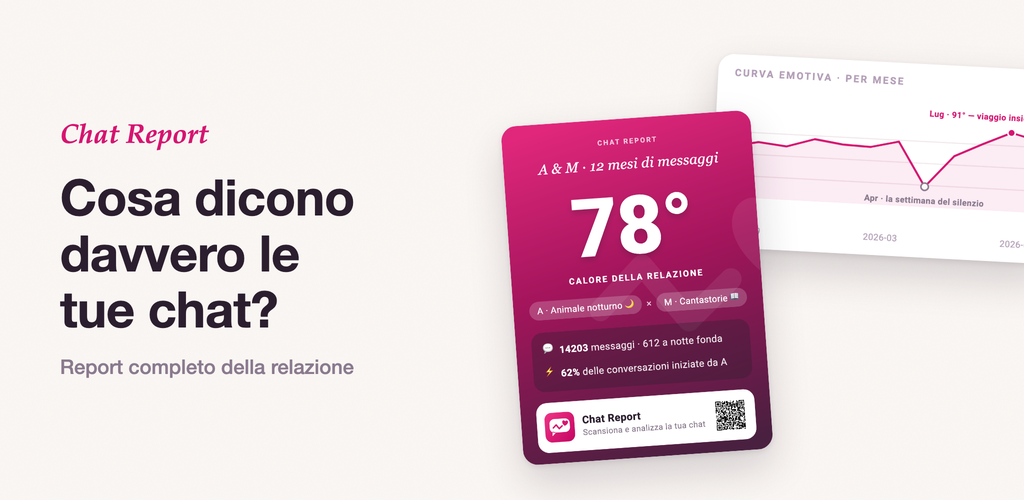 Chat Report
Cosa dicono
davvero le
tue chat?
Report completo della relazione
CHAT REPORT
A & M · 12 mesi di messaggi
78°
CALORE DELLA RELAZIONE
A · Animale notturno 🌙 × M · Cantastorie 📖
💬 14203 messaggi · 612 a notte fonda
⚡ 62% delle conversazioni iniziate da A
Chat Report
Scansiona e analizza la tua chat
CURVA EMOTIVA · PER MESE
Lug · 91° — viaggio insi
Apr · la settimana del silenzio
2026-03
2026-